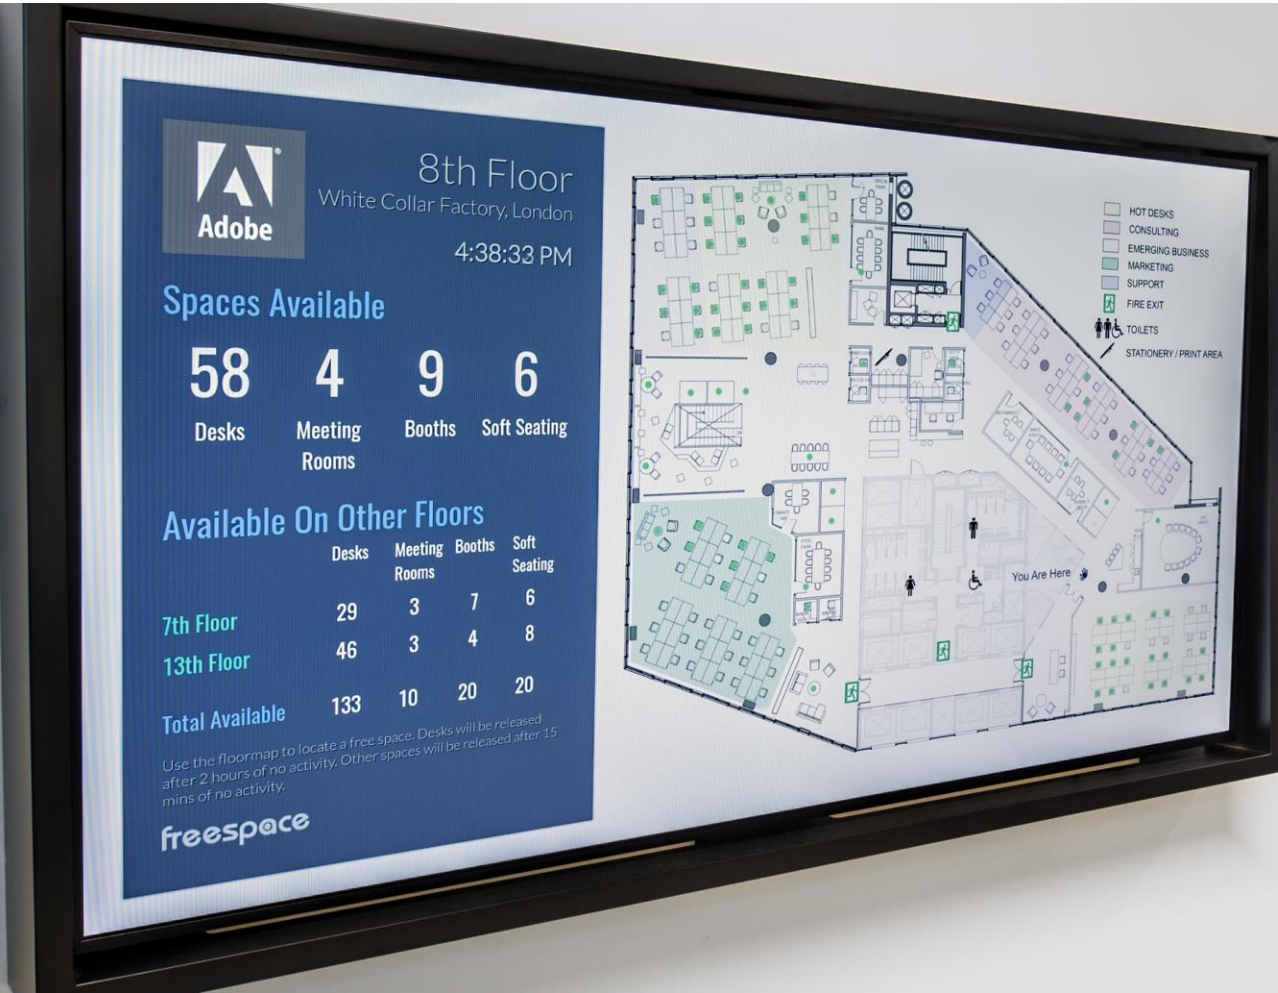 Adobe
8th Floor
White Collar Factory, London
4:38:33 PM
Spaces Available
58 4 9 6
Desks Meeting Rooms Booths Soft Seating
Available On Other Floors
Desks Meeting Rooms Booths Soft Seating
7th Floor 29 3 7 6
13th Floor 46 3 4 8
Total Available 133 10 20 20
Use the floormap to locate a free space. Desks will be released
after 2 hours of no activity. Other spaces will be released after 15
mins of no activity.
freespace
HOT DESKS
CONSULTING
EMERGING BUSINESS
MARKETING
SUPPORT
FIRE EXIT
TOILETS
STATIONERY / PRINT AREA
You Are Here